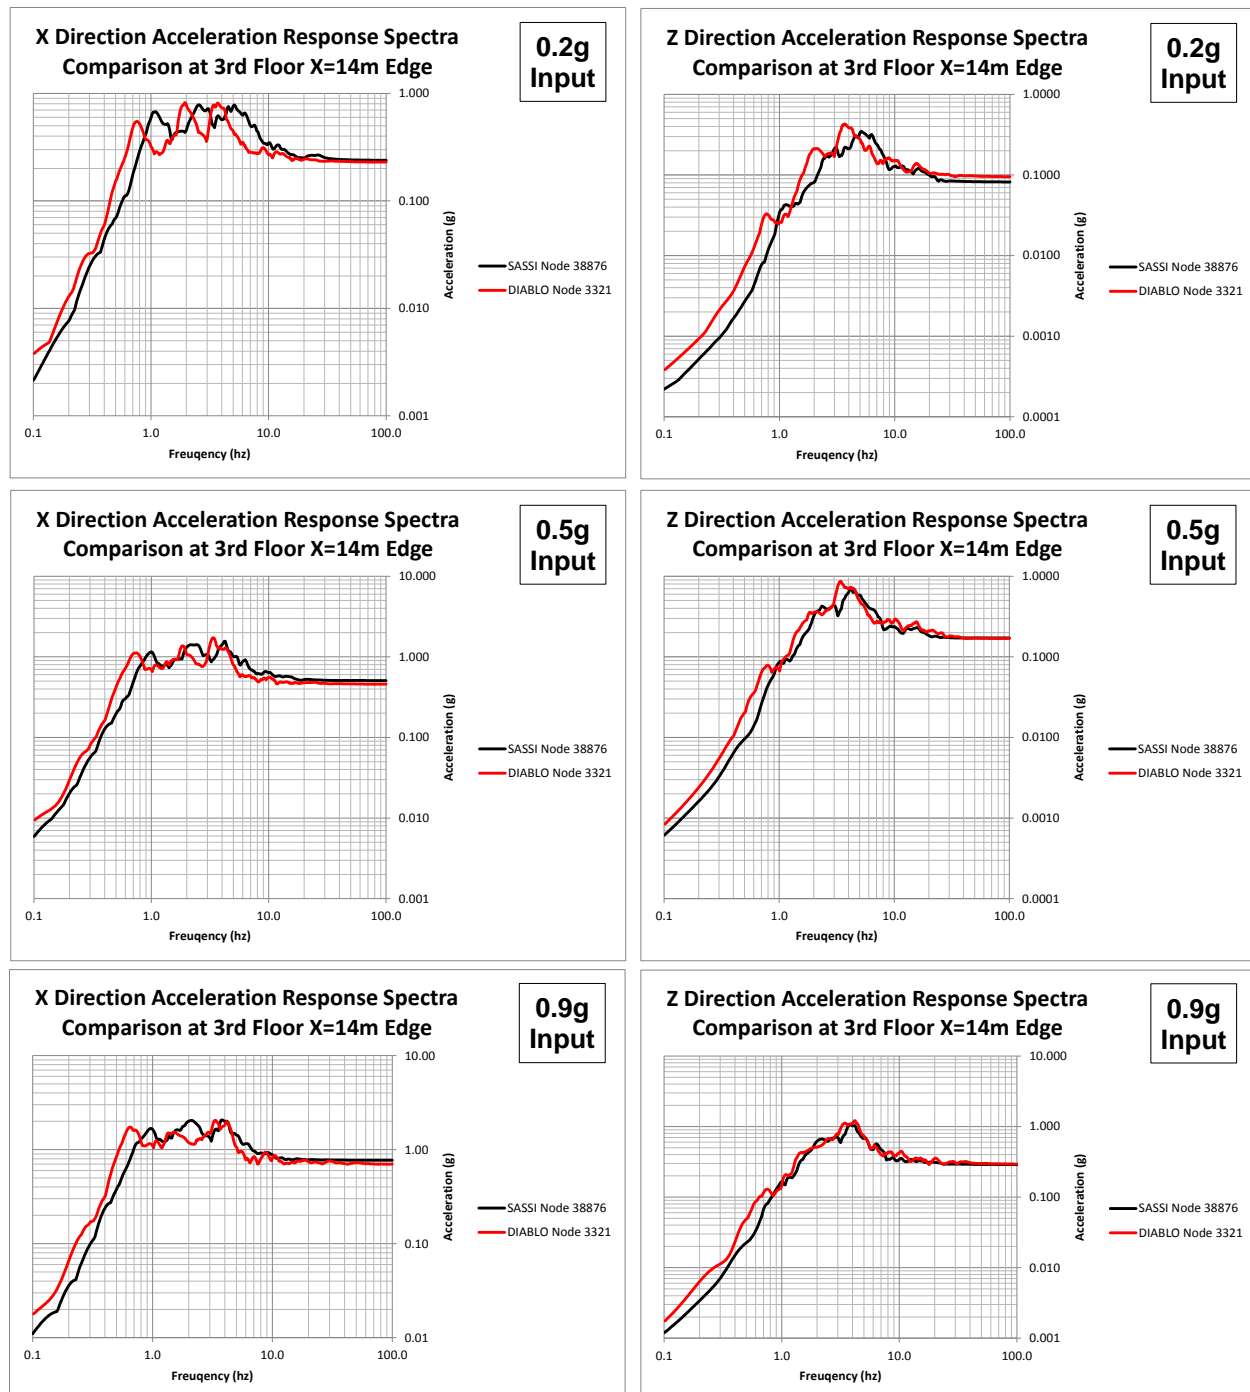 X Direction Acceleration Response Spectra
Comparison at 3rd Floor X=14m Edge
0.2g
Input
1.000
0.100
0.010
0.001
Acceleration (g)
SASSI Node 38876
DIABLO Node 3321
0.1
1.0
10.0
100.0
Freuqency (hz)
Z Direction Acceleration Response Spectra
Comparison at 3rd Floor X=14m Edge
0.2g
Input
1.0000
0.1000
0.0100
0.0010
0.0001
Acceleration (g)
SASSI Node 38876
DIABLO Node 3321
0.1
1.0
10.0
100.0
Freuqency (hz)
X Direction Acceleration Response Spectra
Comparison at 3rd Floor X=14m Edge
0.5g
Input
10.000
1.000
0.100
0.010
0.001
Acceleration (g)
SASSI Node 38876
DIABLO Node 3321
0.1
1.0
10.0
100.0
Freuqency (hz)
Z Direction Acceleration Response Spectra
Comparison at 3rd Floor X=14m Edge
0.5g
Input
1.0000
0.1000
0.0100
0.0010
0.0001
Acceleration (g)
SASSI Node 38876
DIABLO Node 3321
0.1
1.0
10.0
100.0
Freuqency (hz)
X Direction Acceleration Response Spectra
Comparison at 3rd Floor X=14m Edge
0.9g
Input
10.00
1.00
0.10
0.01
Acceleration (g)
SASSI Node 38876
DIABLO Node 3321
0.1
1.0
10.0
100.0
Freuqency (hz)
Z Direction Acceleration Response Spectra
Comparison at 3rd Floor X=14m Edge
0.9g
Input
10.000
1.000
0.100
0.010
0.001
Acceleration (g)
SASSI Node 38876
DIABLO Node 3321
0.1
1.0
10.0
100.0
Freuqency (hz)